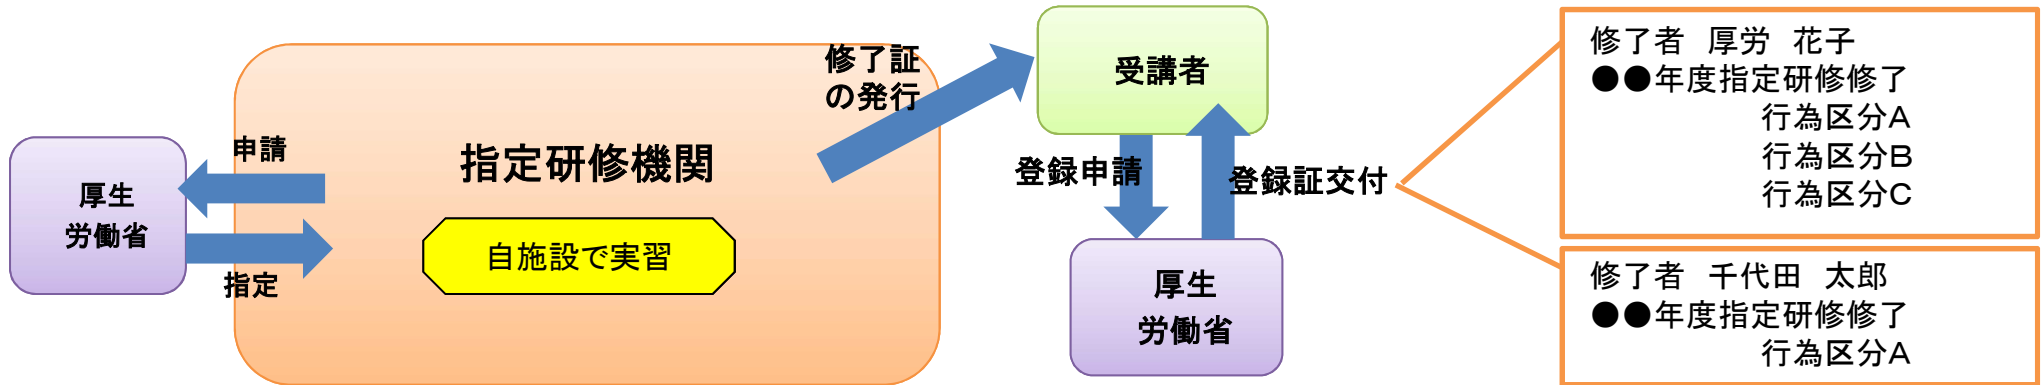 厚生
労働省
申請
指定
指定研修機関
自施設で実習
修了証
の発行
受講者
登録申請
登録証交付
厚生
労働省
修了者　厚労　花子
●●年度指定研修修了
行為区分A
行為区分B
行為区分C
修了者　千代田　太郎
●●年度指定研修修了
行為区分A